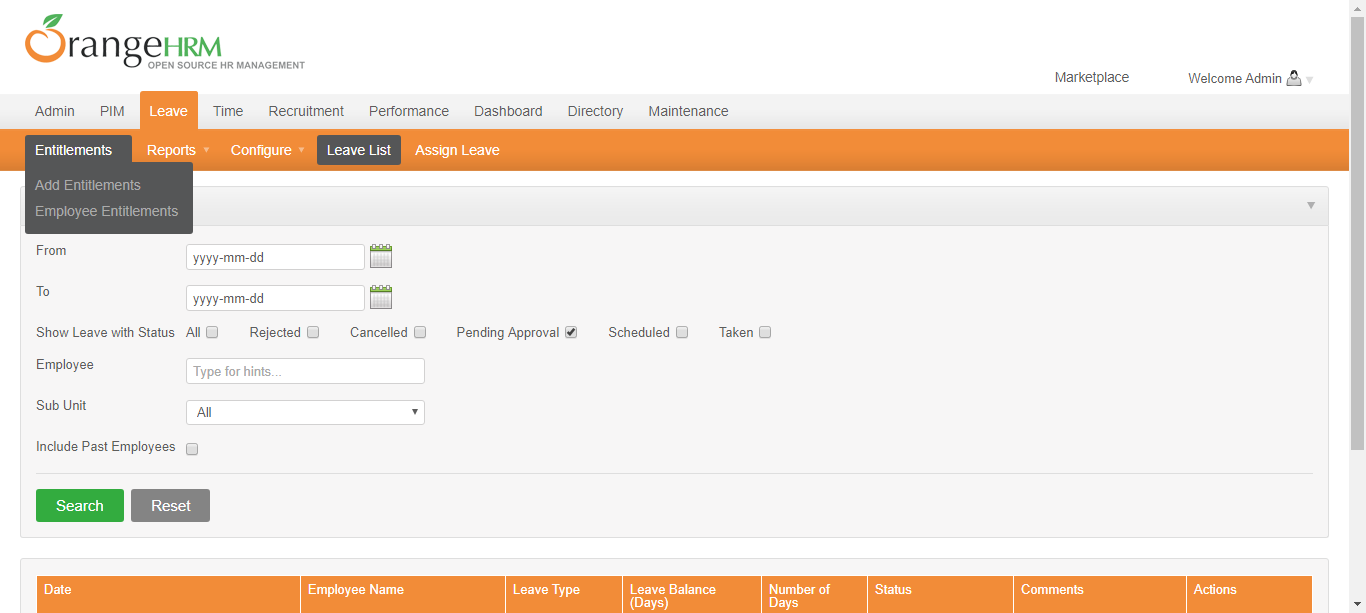 OrangeHRM
OPEN SOURCE HR MANAGEMENT
Marketplace
Welcome Admin
Admin PIM Leave Time Recruitment Performance Dashboard Directory Maintenance
Entitlements Reports Configure Leave List Assign Leave
Add Entitlements
Employee Entitlements
From yyyy-mm-dd
To yyyy-mm-dd
Show Leave with Status All Rejected Cancelled Pending Approval Scheduled Taken
Employee Type for hints...
Sub Unit All
Include Past Employees
Search Reset
Date Employee Name Leave Type Leave Balance Number of Status Comments Actions
(Days) Days